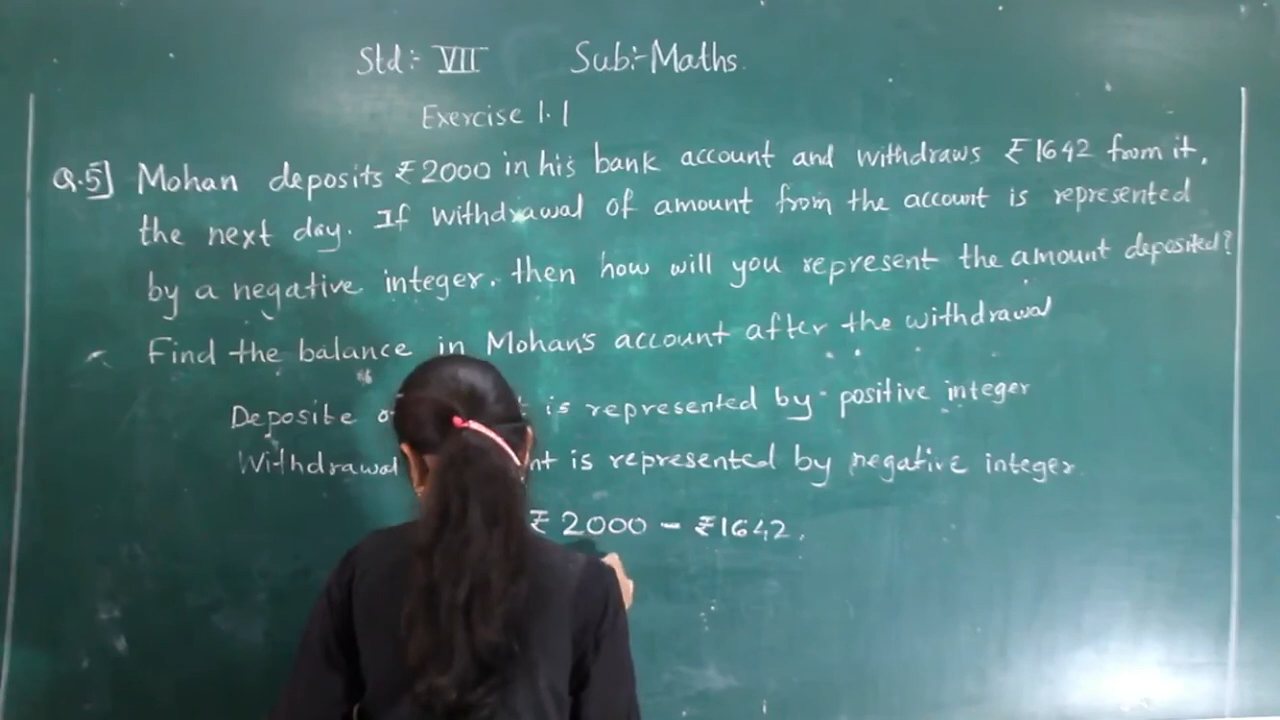 Std:- VII Sub:- Maths.
Exercise 1.1
Q.5] Mohan deposits ₹2000 in his bank account and withdraws ₹1642 from it,
the next day. If withdrawal of amount from the account is represented
by a negative integer. then how will you represent the amount deposited?
Find the balance in Mohan's account after the withdrawal
Deposite is represented by positive integer
Withdrawal is represented by negative integer
₹2000 - ₹1642.